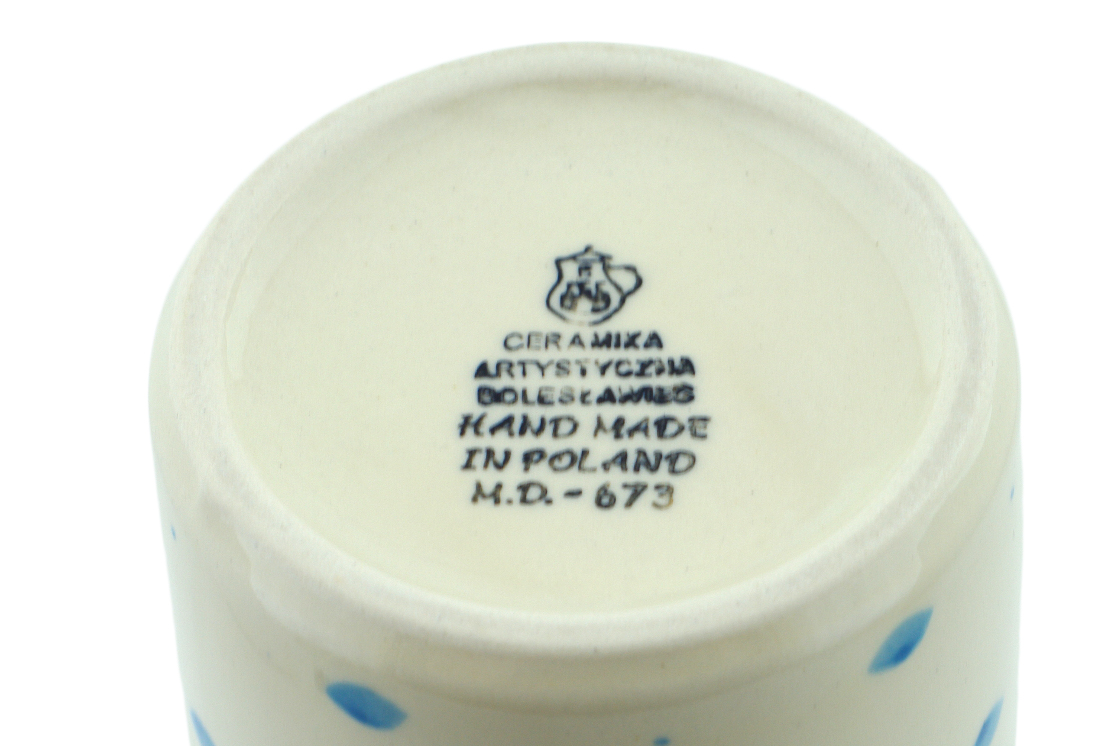 CERAMIKA
ARTYSTYCZNA
BOLESŁAWIEC
HAND MADE
IN POLAND
M.D.-673